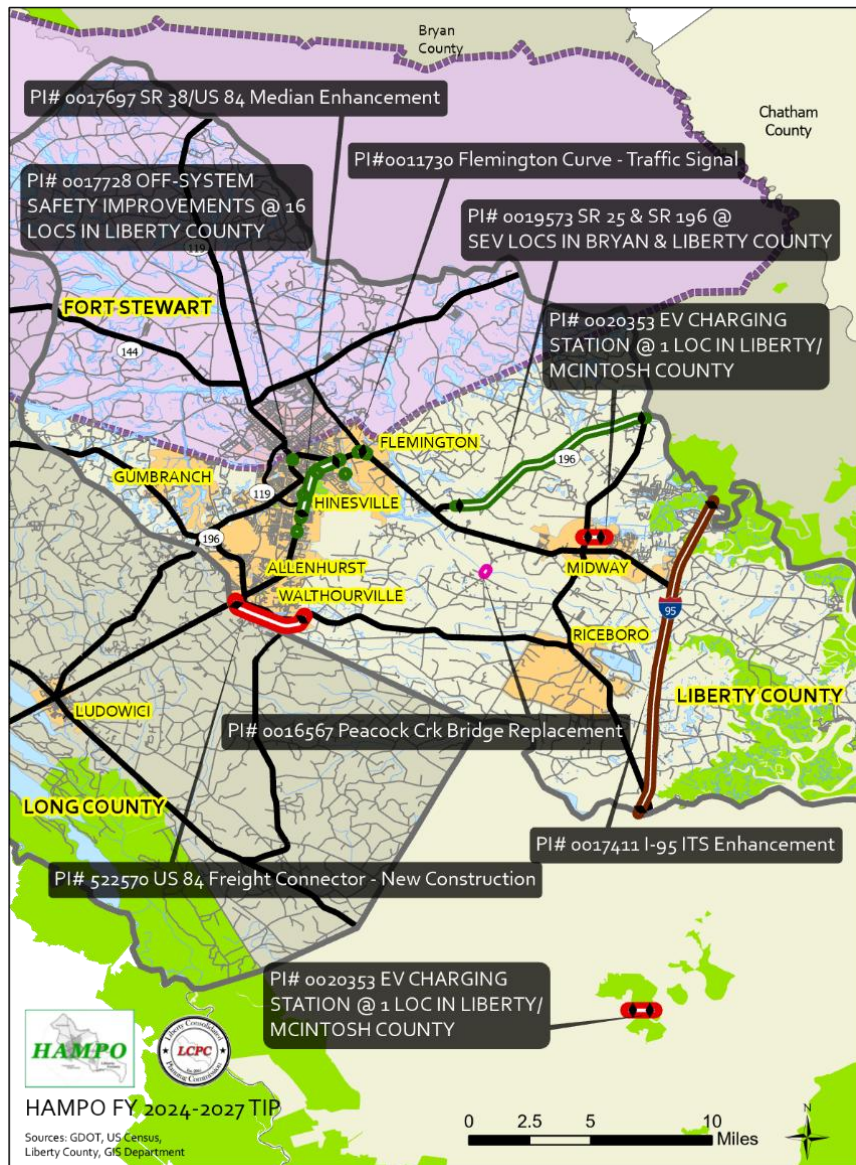 Bryan
County
PI# 0017697 SR 38/US 84 Median Enhancement
Chatham
County
PI#0011730 Flemington Curve - Traffic Signal
PI# 0017728 OFF-SYSTEM
SAFETY IMPROVEMENTS @ 16
LOCS IN LIBERTY COUNTY
PI# 0019573 SR 25 & SR 196 @
SEV LOCS IN BRYAN & LIBERTY COUNTY
119
FORT STEWART
PI# 0020353 EV CHARGING
STATION @ 1 LOC IN LIBERTY/
MCINTOSH COUNTY
144
FLEMINGTON
196
GUMBRANCH
119
HINESVILLE
196
ALLENHURST
MIDWAY
WALTHOURVILLE
95
RICEBORO
LIBERTY COUNTY
LUDOWICI
PI# 0016567 Peacock Crk Bridge Replacement
LONG COUNTY
PI# 0017411 I-95 ITS Enhancement
PI# 522570 US 84 Freight Connector - New Construction
PI# 0020353 EV CHARGING
STATION @ 1 LOC IN LIBERTY/
MCINTOSH COUNTY
HAMPO
Liberty Consolidated
LCPC
Planning Commission
HAMPO FY 2024-2027 TIP
Sources: GDOT, US Census,
Liberty County, GIS Department
0 2.5 5 10
Miles
N